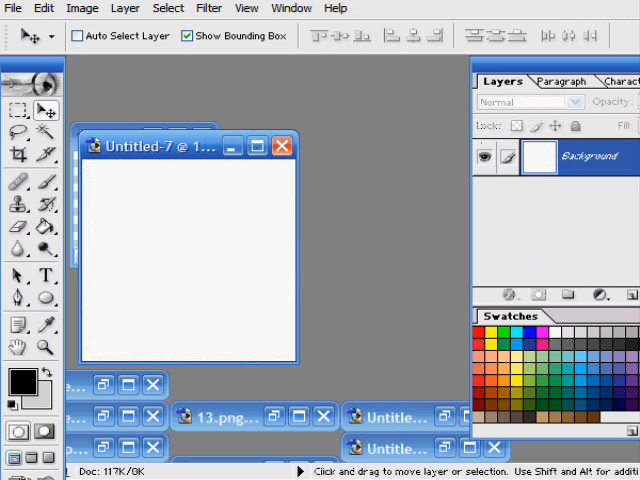 File Edit Image Layer Select Filter View Window Help
Auto Select Layer Show Bounding Box
Layers Paragraph Charact
Normal Opacity:
Lock: Fill:
Untitled-7 @ 1...
Background
Swatches
e...
... 13.png... Untitle...
o... Untitle...
Doc: 117K/0K Click and drag to move layer or selection. Use Shift and Alt for additi